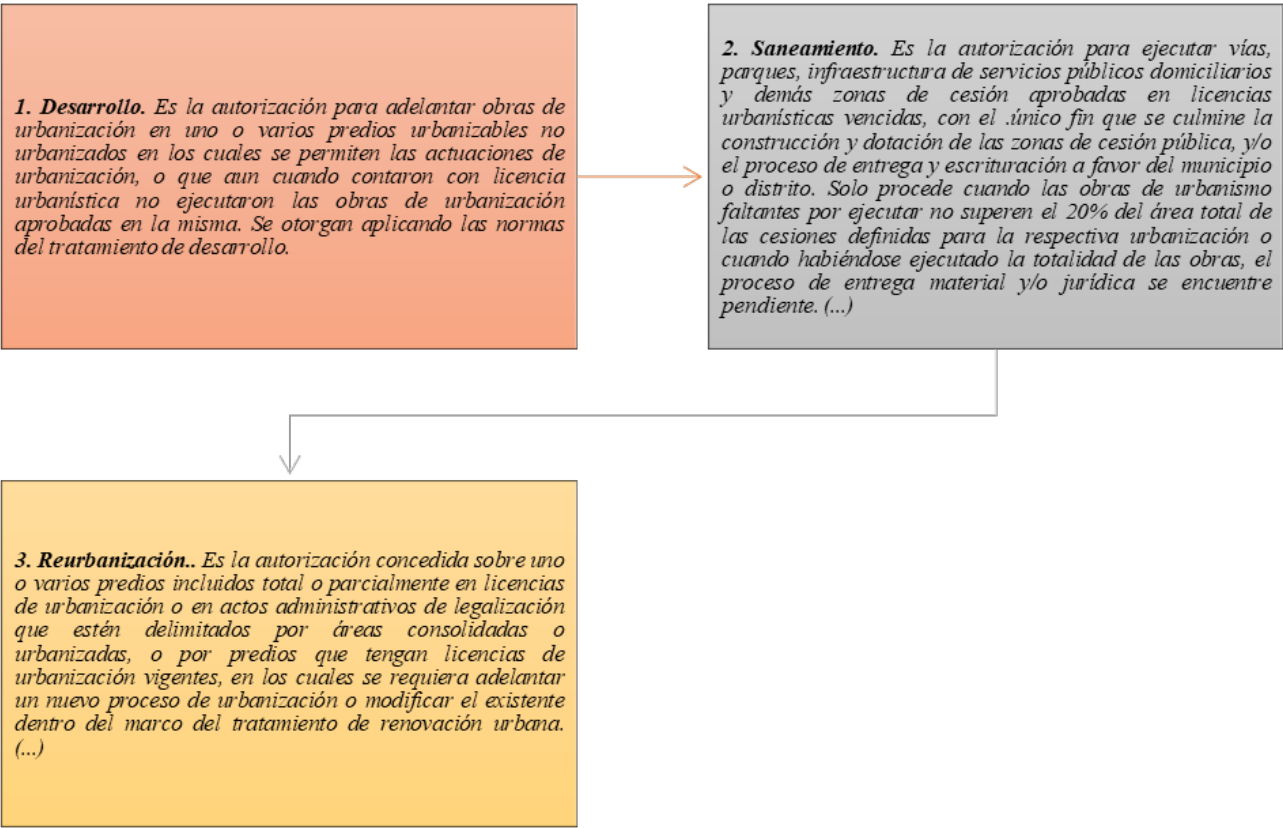 1. Desarrollo. Es la autorización para adelantar obras de
urbanización en uno o varios predios urbanizables no
urbanizados en los cuales se permiten las actuaciones de
urbanización, o que aun cuando contaron con licencia
urbanística no ejecutaron las obras de urbanización
aprobadas en la misma. Se otorgan aplicando las normas
del tratamiento de desarrollo.
2. Saneamiento. Es la autorización para ejecutar vías,
parques, infraestructura de servicios públicos domiciliarios
y demás zonas de cesión aprobadas en licencias
urbanísticas vencidas, con el .único fin que se culmine la
construcción y dotación de las zonas de cesión pública, y/o
el proceso de entrega y escrituración a favor del municipio
o distrito. Solo procede cuando las obras de urbanismo
faltantes por ejecutar no superen el 20% del área total de
las cesiones definidas para la respectiva urbanización o
cuando habiéndose ejecutado la totalidad de las obras, el
proceso de entrega material y/o jurídica se encuentre
pendiente. (...)
3. Reurbanización.. Es la autorización concedida sobre uno
o varios predios incluidos total o parcialmente en licencias
de urbanización o en actos administrativos de legalización
que estén delimitados por áreas consolidadas o
urbanizadas, o por predios que tengan licencias de
urbanización vigentes, en los cuales se requiera adelantar
un nuevo proceso de urbanización o modificar el existente
dentro del marco del tratamiento de renovación urbana.
(...)